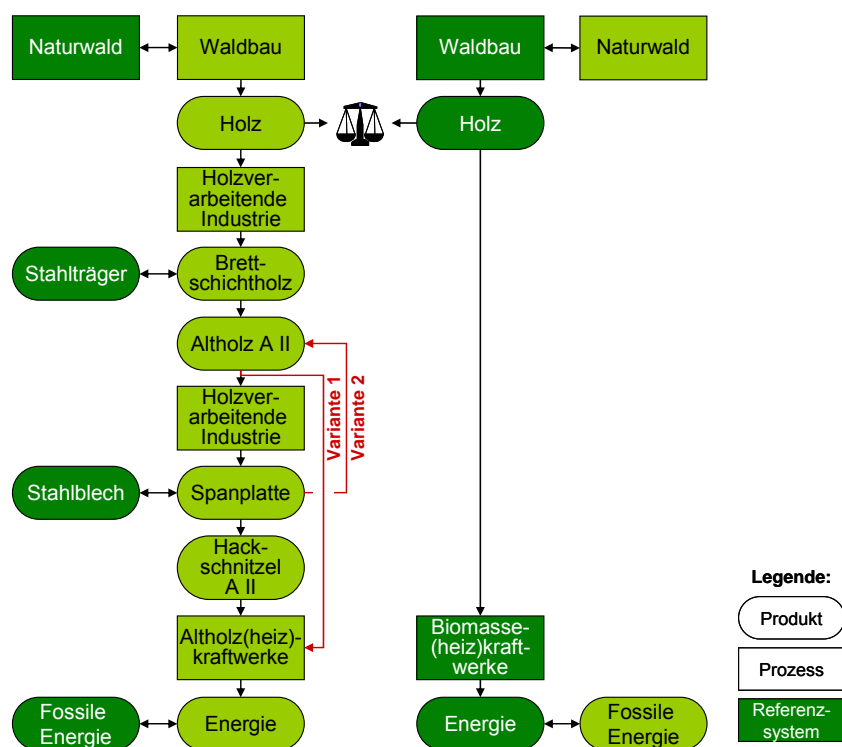 Naturwald
Waldbau
Waldbau
Naturwald
Holz
Holz
Holzver-
arbeitende
Industrie
Stahlträger
Brett-
schichtholz
Altholz A II
Variante 1
Variante 2
Holzver-
arbeitende
Industrie
Stahlblech
Spanplatte
Hack-
schnitzel
A II
Altholz(heiz)-
kraftwerke
Biomasse-
(heiz)kraft-
werke
Fossile
Energie
Energie
Energie
Fossile
Energie
Legende:
Produkt
Prozess
Referenz-
system